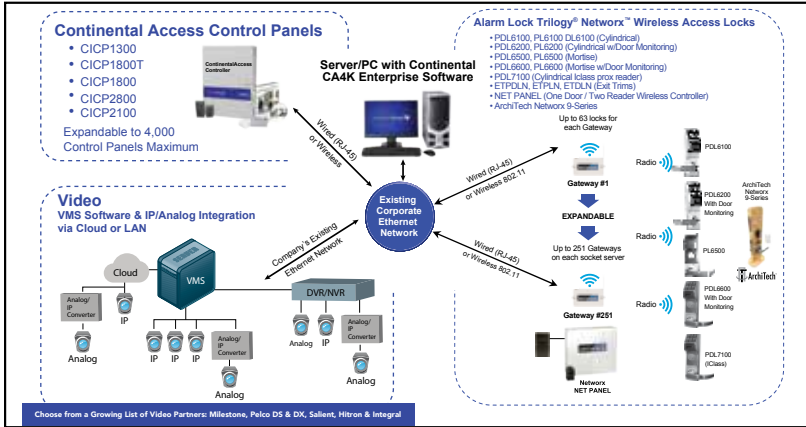 Continental Access Control Panels
• CICP1300
• CICP1800T
• CICP1800
• CICP2800
• CICP2100
Expandable to 4,000
Control Panels Maximum
ContinentalAccess
Controller
Server/PC with Continental
CA4K Enterprise Software
Wired (RJ-45)
or Wireless
Existing
Corporate
Ethernet
Network
Wired (RJ-45)
or Wireless 802.11
Wired (RJ-45)
or Wireless 802.11
Company's Existing
Ethernet Network
Alarm Lock Trilogy® Networx™ Wireless Access Locks
• PDL6100, PL6100 DL6100 (Cylindrical)
• PDL6200, PL6200 (Cylindrical w/Door Monitoring)
• PDL6500, PL6500 (Mortise)
• PDL6600, PL6600 (Mortise w/Door Monitoring)
• PDL7100 (Cylindrical Iclass prox reader)
• ETPDLN, ETPLN, ETDLN (Exit Trims)
• NET PANEL (One Door / Two Reader Wireless Controller)
• ArchiTech Networx 9-Series
Up to 63 locks for
each Gateway
Gateway #1
EXPANDABLE
Up to 251 Gateways
on each socket server
Gateway #251
Networx
NET PANEL
Radio
PDL6100
Radio
PDL6200
With Door
Monitoring
Radio
PL6500
Radio
PDL6600
With Door
Monitoring
PDL7100
(IClass)
ArchiTech
Networx
9-Series
ArchiTech
Video
VMS Software & IP/Analog Integration
via Cloud or LAN
Cloud
VMS
DVR/NVR
Analog/
IP
Converter
IP
Analog
IP
IP
IP
Analog/
IP
Converter
Analog
Analog
IP
Analog/
IP
Converter
Analog
Choose from a Growing List of Video Partners: Milestone, Pelco DS & DX, Salient, Hitron & Integral